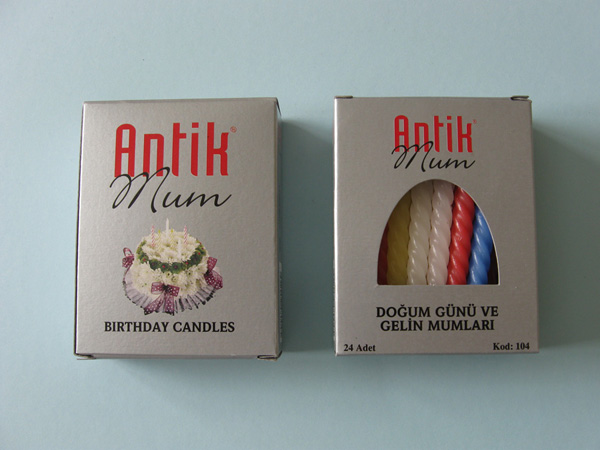 Antik
Mum
BIRTHDAY CANDLES
Antik
Mum
DOĞUM GÜNÜ VE
GELİN MUMLARI
24 Adet
Kod: 104